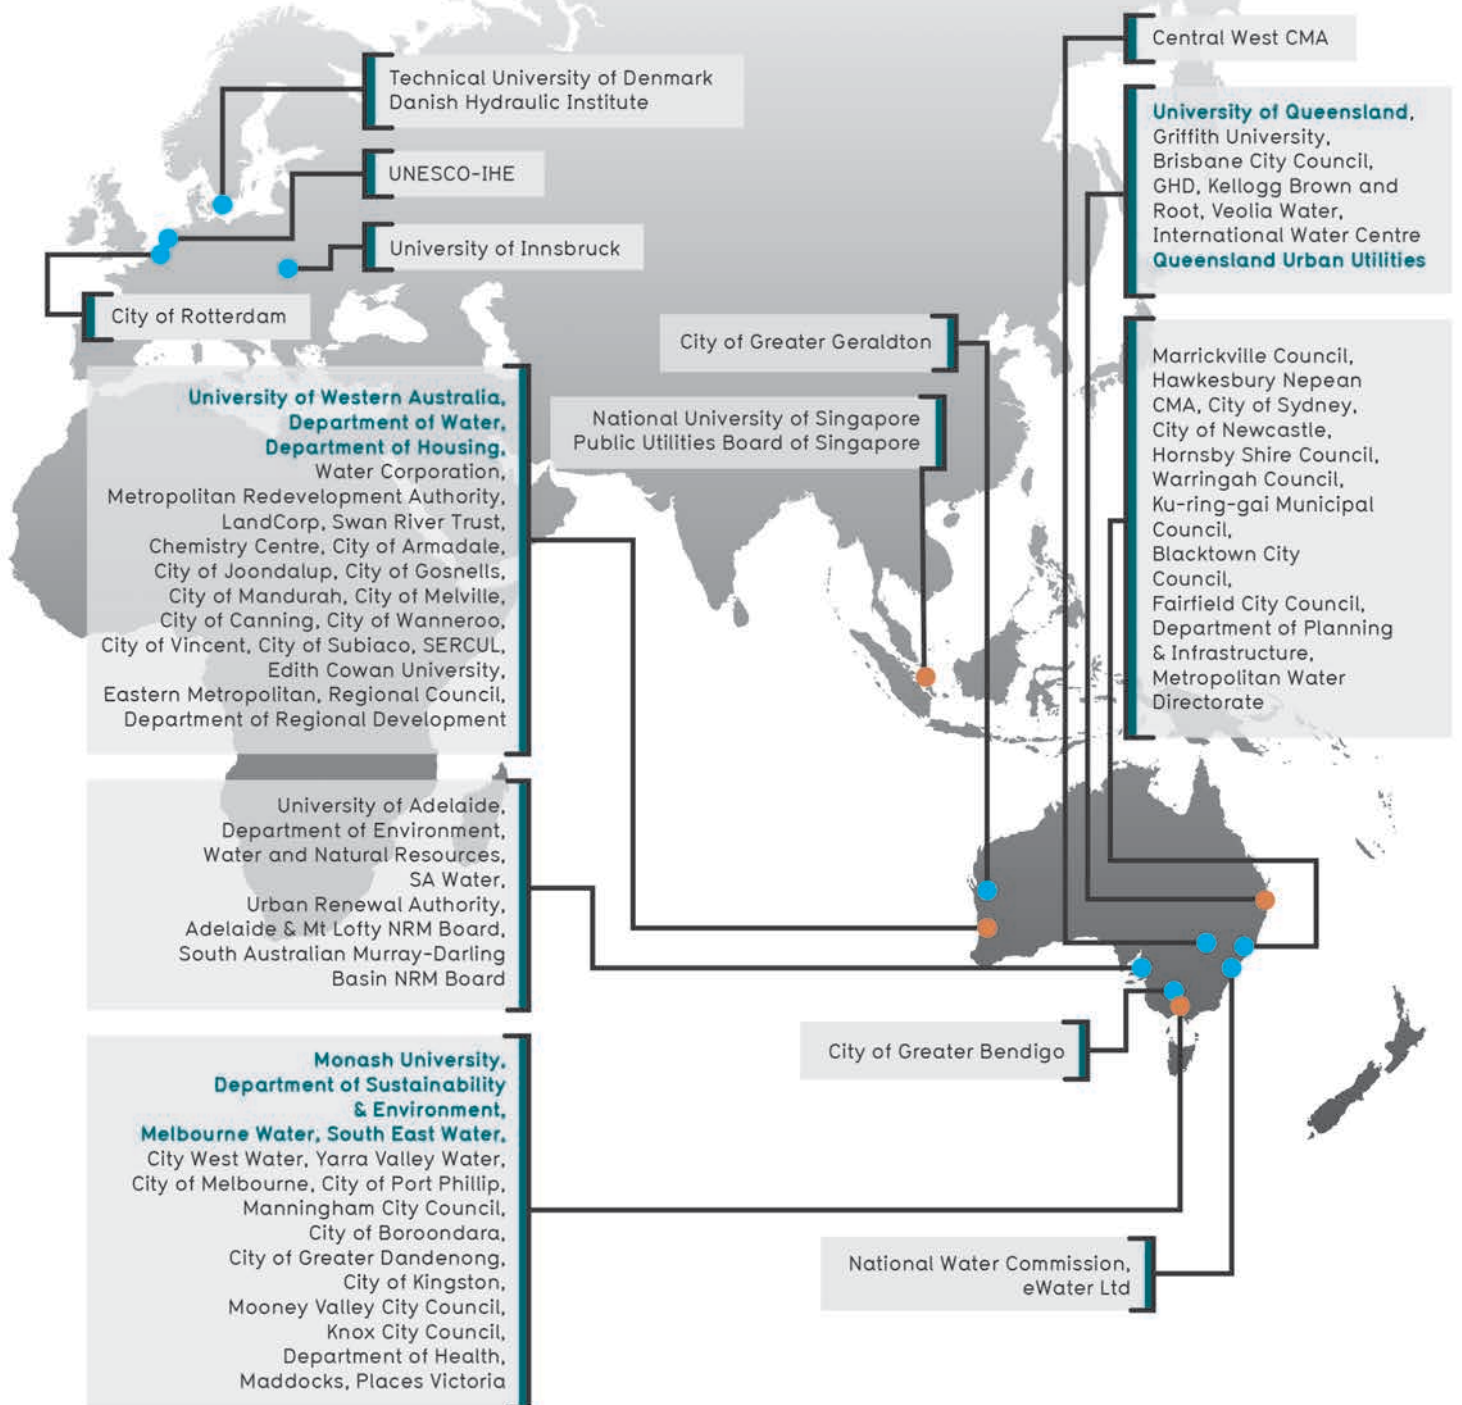 Technical University of Denmark
Danish Hydraulic Institute
UNESCO-IHE
University of Innsbruck
City of Rotterdam
Central West CMA
University of Queensland,
Griffith University,
Brisbane City Council,
GHD, Kellogg Brown and
Root, Veolia Water,
International Water Centre
Queensland Urban Utilities
City of Greater Geraldton
National University of Singapore
Public Utilities Board of Singapore
Marrickville Council,
Hawkesbury Nepean
CMA, City of Sydney,
City of Newcastle,
Hornsby Shire Council,
Warringah Council,
Ku-ring-gai Municipal
Council,
Blacktown City
Council,
Fairfield City Council,
Department of Planning
& Infrastructure,
Metropolitan Water
Directorate
University of Western Australia,
Department of Water,
Department of Housing,
Water Corporation,
Metropolitan Redevelopment Authority,
LandCorp, Swan River Trust,
Chemistry Centre, City of Armadale,
City of Joondalup, City of Gosnells,
City of Mandurah, City of Melville,
City of Canning, City of Wanneroo,
City of Vincent, City of Subiaco, SERCUL,
Edith Cowan University,
Eastern Metropolitan, Regional Council,
Department of Regional Development
University of Adelaide,
Department of Environment,
Water and Natural Resources,
SA Water,
Urban Renewal Authority,
Adelaide & Mt Lofty NRM Board,
South Australian Murray-Darling
Basin NRM Board
City of Greater Bendigo
Monash University,
Department of Sustainability
& Environment,
Melbourne Water, South East Water,
City West Water, Yarra Valley Water,
City of Melbourne, City of Port Phillip,
Manningham City Council,
City of Boroondara,
City of Greater Dandenong,
City of Kingston,
Mooney Valley City Council,
Knox City Council,
Department of Health,
Maddocks, Places Victoria
National Water Commission,
eWater Ltd